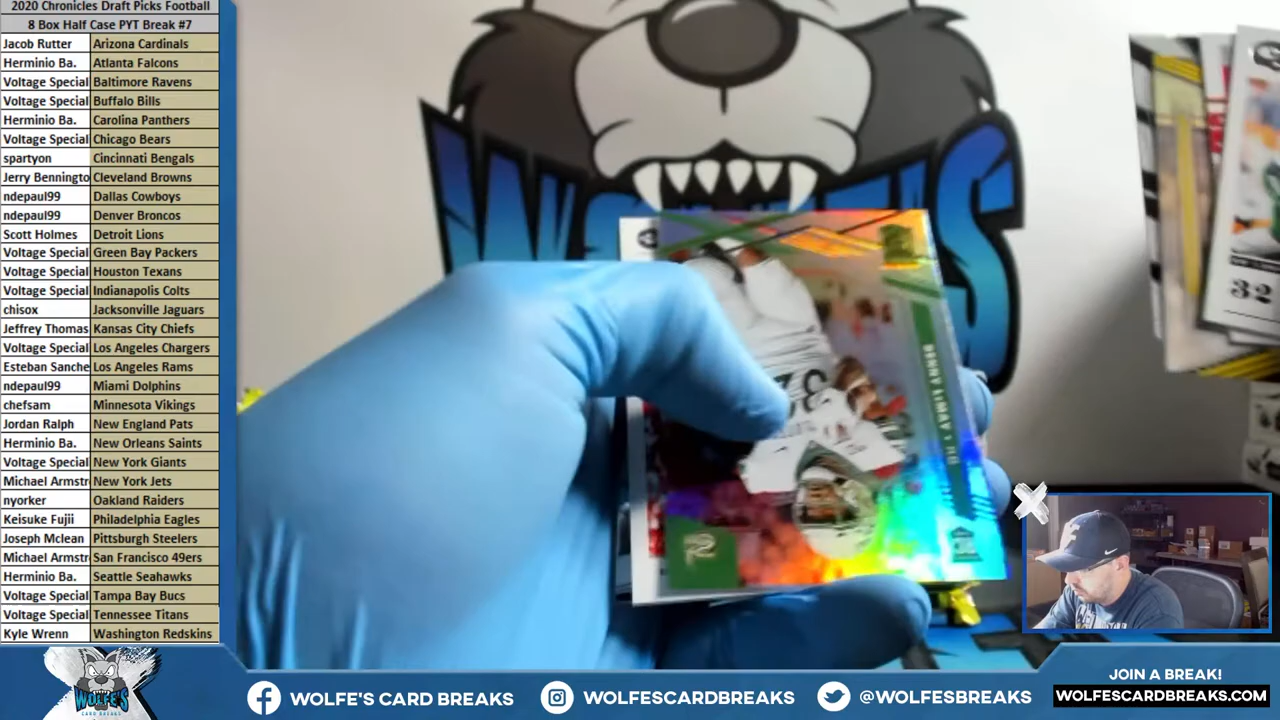 2020 Chronicles Draft Picks Football
8 Box Half Case PYT Break #7
Jacob Rutter Arizona Cardinals
Herminio Ba. Atlanta Falcons
Voltage Special Baltimore Ravens
Voltage Special Buffalo Bills
Herminio Ba. Carolina Panthers
Voltage Special Chicago Bears
spartyon Cincinnati Bengals
Jerry Benningto Cleveland Browns
ndepaul99 Dallas Cowboys
ndepaul99 Denver Broncos
Scott Holmes Detroit Lions
Voltage Special Green Bay Packers
Voltage Special Houston Texans
Voltage Special Indianapolis Colts
chisox Jacksonville Jaguars
Jeffrey Thomas Kansas City Chiefs
Voltage Special Los Angeles Chargers
Esteban Sanche Los Angeles Rams
ndepaul99 Miami Dolphins
chefsam Minnesota Vikings
Jordan Ralph New England Pats
Herminio Ba. New Orleans Saints
Voltage Special New York Giants
Michael Armstr New York Jets
nyorker Oakland Raiders
Keisuke Fujii Philadelphia Eagles
Joseph Mclean Pittsburgh Steelers
Michael Armstr San Francisco 49ers
Herminio Ba. Seattle Seahawks
Voltage Special Tampa Bay Bucs
Voltage Special Tennessee Titans
Kyle Wrenn Washington Redskins
BENNY LEMAY
32
WOLFE'S
CARD BREAKS
WOLFE'S CARD BREAKS
WOLFESCARDBREAKS
@WOLFESBREAKS
JOIN A BREAK!
WOLFESCARDBREAKS.COM